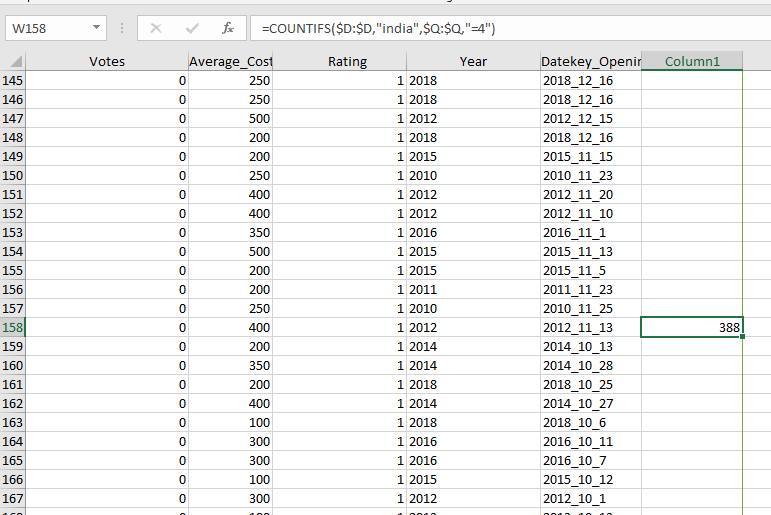 W158 fx =COUNTIFS($D:$D,"india",$Q:$Q,"=4")
Votes Average_Cost Rating Year Datekey_Openin Column1
145 0 250 1 2018 2018_12_16
146 0 250 1 2018 2018_12_16
147 0 500 1 2012 2012_12_15
148 0 200 1 2018 2018_12_16
149 0 200 1 2015 2015_11_15
150 0 250 1 2010 2010_11_23
151 0 400 1 2012 2012_11_20
152 0 400 1 2012 2012_11_10
153 0 350 1 2016 2016_11_1
154 0 500 1 2015 2015_11_13
155 0 200 1 2015 2015_11_5
156 0 200 1 2011 2011_11_23
157 0 250 1 2010 2010_11_25
158 0 400 1 2012 2012_11_13 388
159 0 200 1 2014 2014_10_13
160 0 350 1 2014 2014_10_28
161 0 200 1 2018 2018_10_25
162 0 400 1 2014 2014_10_27
163 0 100 1 2018 2018_10_6
164 0 300 1 2016 2016_10_11
165 0 300 1 2016 2016_10_7
166 0 100 1 2015 2015_10_12
167 0 300 1 2012 2012_10_1